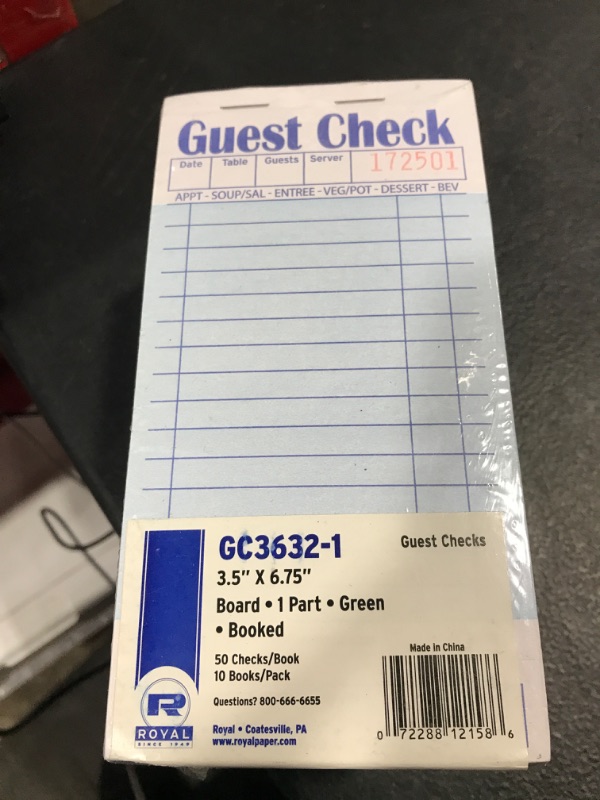 Guest Check
Date Table Guests Server 172501
APPT - SOUP/SAL - ENTREE - VEG/POT - DESSERT - BEV
GC3632-1 Guest Checks
3.5" X 6.75"
Board • 1 Part • Green
• Booked
50 Checks/Book
10 Books/Pack
Made in China
Questions? 800-666-6655
R
ROYAL
SINCE 1945
Royal • Coatesville, PA
www.royalpaper.com
0 72288 12158 6